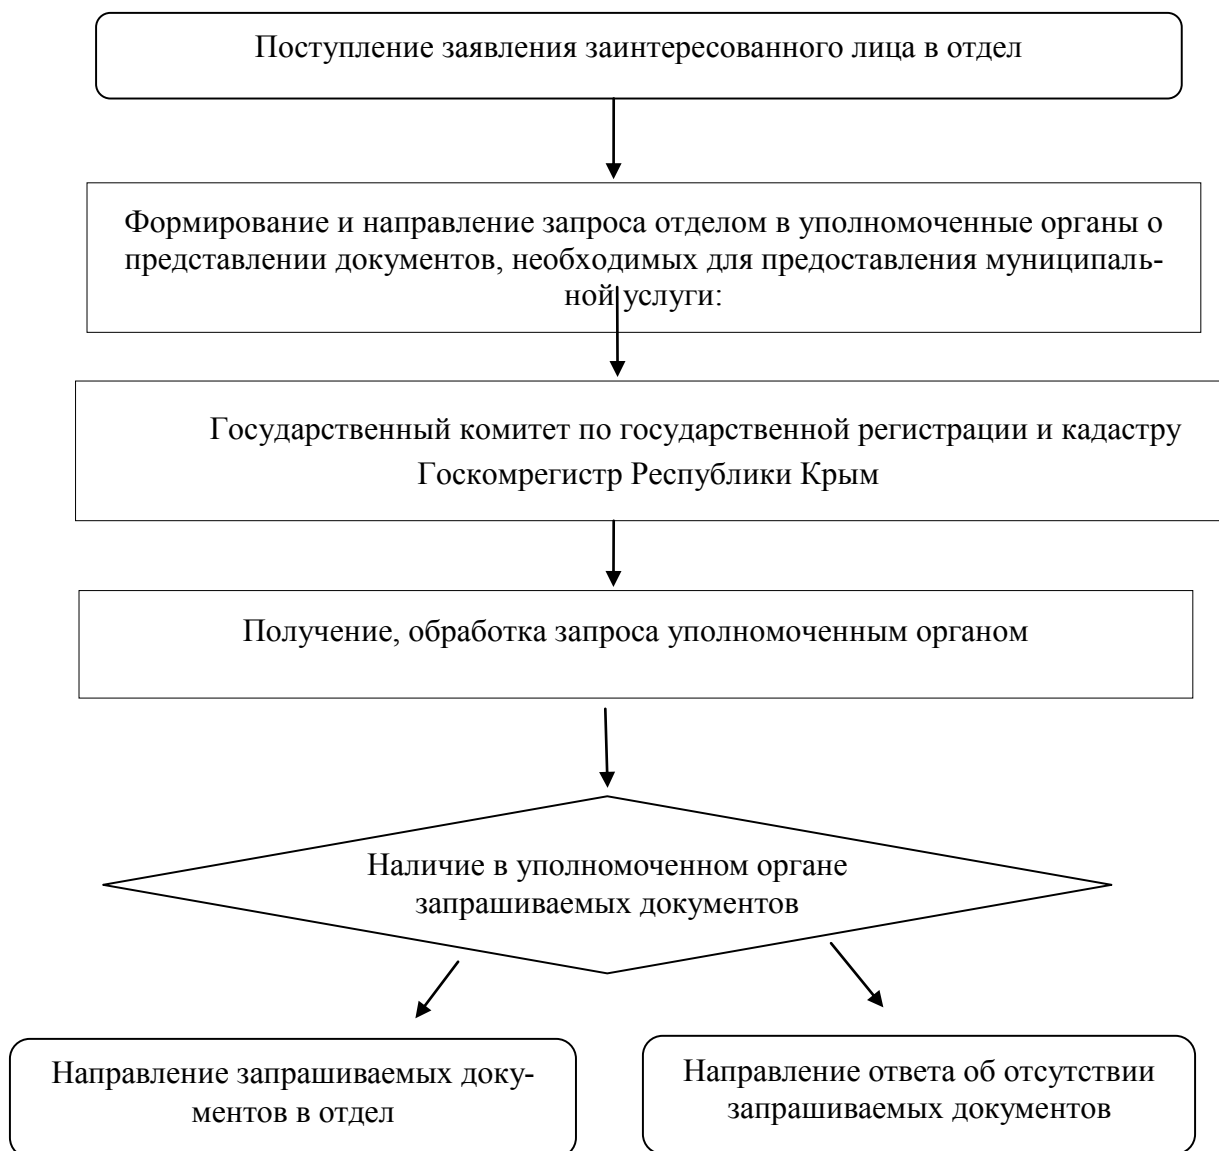 Поступление заявления заинтересованного лица в отдел
Формирование и направление запроса отделом в уполномоченные органы о
представлении документов, необходимых для предоставления муниципаль-
ной услуги:
Государственный комитет по государственной регистрации и кадастру
Госкомрегистр Республики Крым
Получение, обработка запроса уполномоченным органом
Наличие в уполномоченном органе
запрашиваемых документов
Направление запрашиваемых доку-
ментов в отдел
Направление ответа об отсутствии
запрашиваемых документов